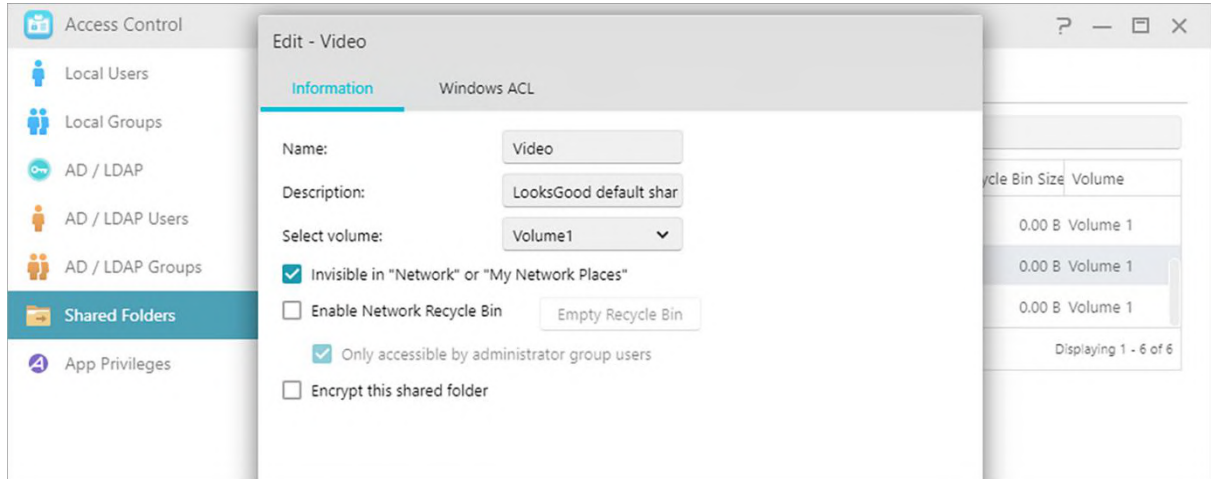 Access Control
Local Users
Local Groups
AD / LDAP
AD / LDAP Users
AD / LDAP Groups
Shared Folders
App Privileges
Edit - Video
Information Windows ACL
Name: Video
Description: LooksGood default shar
Select volume: Volume1
Invisible in "Network" or "My Network Places"
Enable Network Recycle Bin Empty Recycle Bin
Only accessible by administrator group users
Encrypt this shared folder
ycle Bin Size Volume
0.00 B Volume 1
0.00 B Volume 1
0.00 B Volume 1
Displaying 1 - 6 of 6